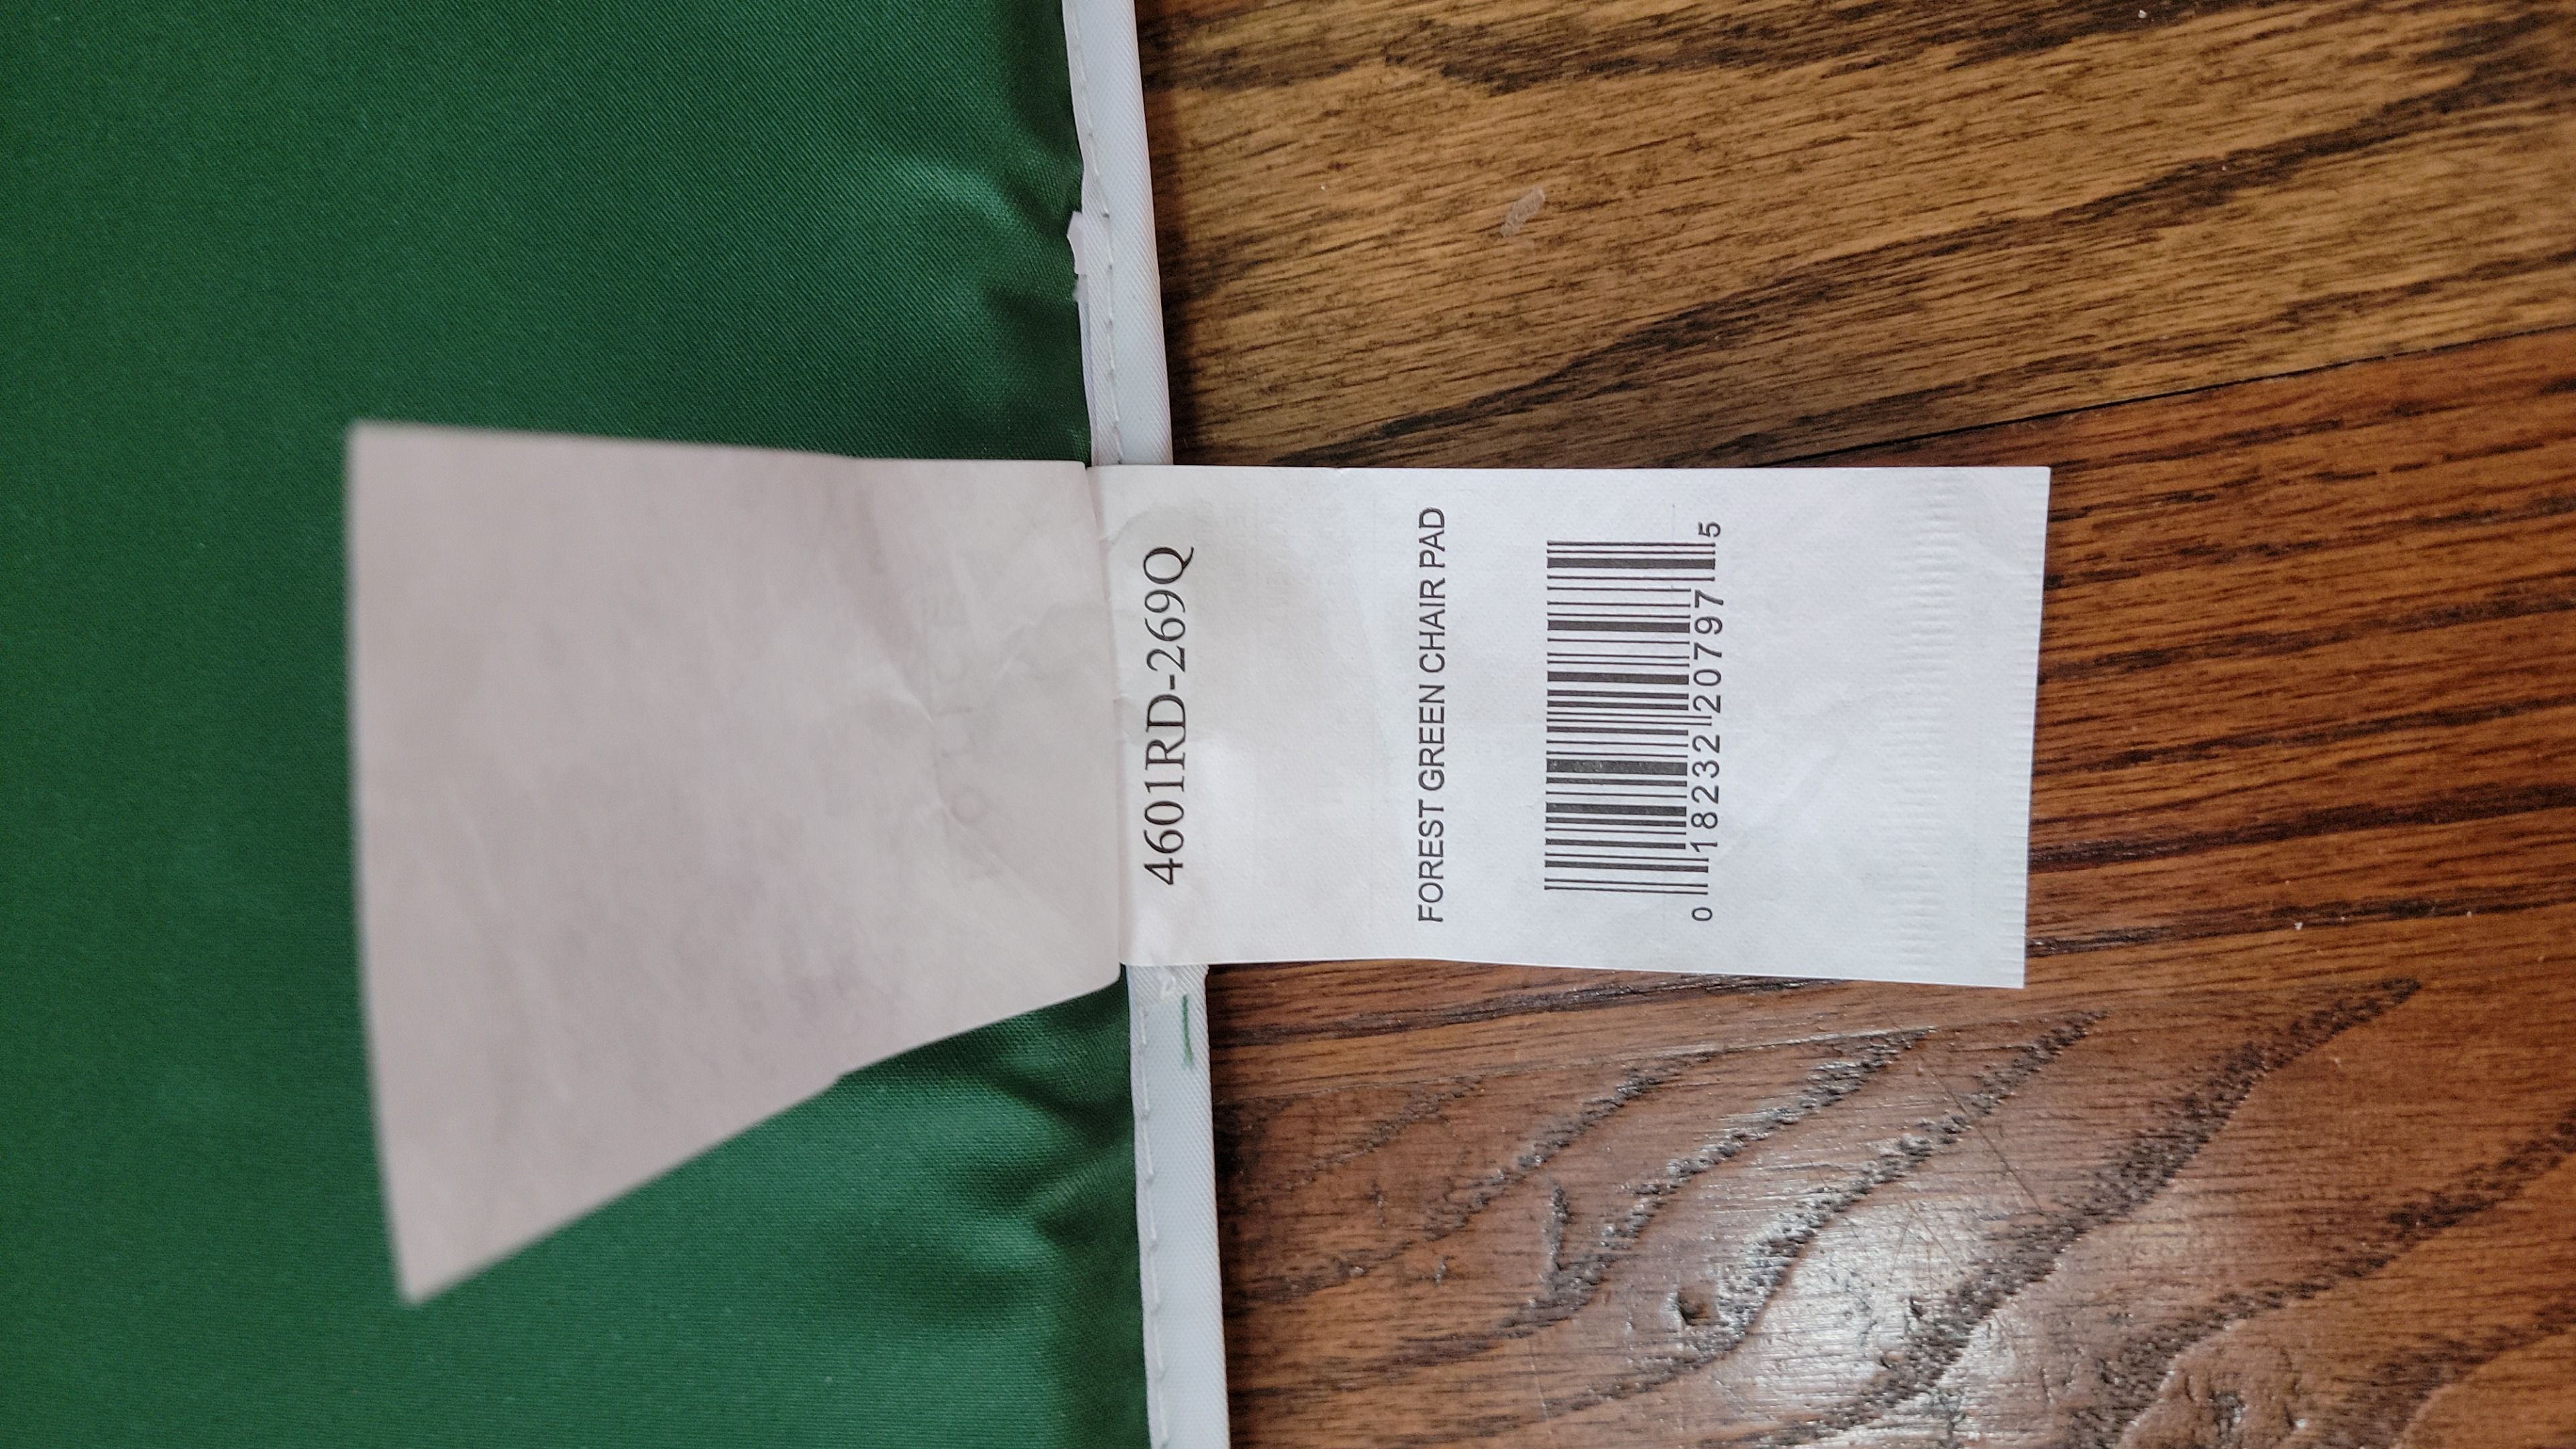 4601RD-269Q
FOREST GREEN CHAIR PAD
0 18232 20797 5